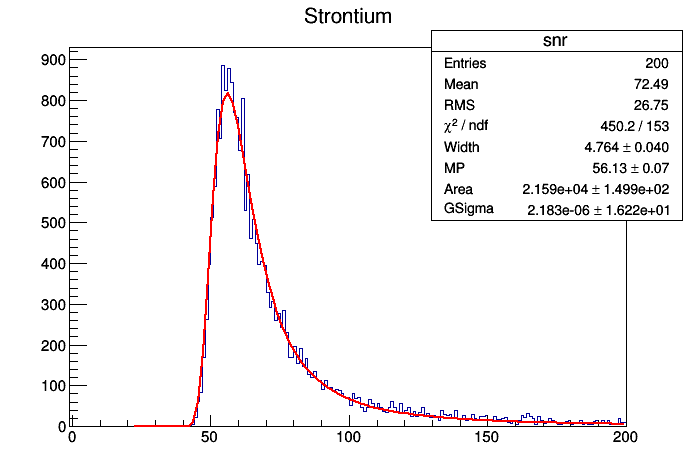 Strontium
snr
Entries 200
Mean 72.49
RMS 26.75
χ² / ndf 450.2 / 153
Width 4.764 ± 0.040
MP 56.13 ± 0.07
Area 2.159e+04 ± 1.499e+02
GSigma 2.183e-06 ± 1.622e+01
900
800
700
600
500
400
300
200
100
0
0 50 100 150 200